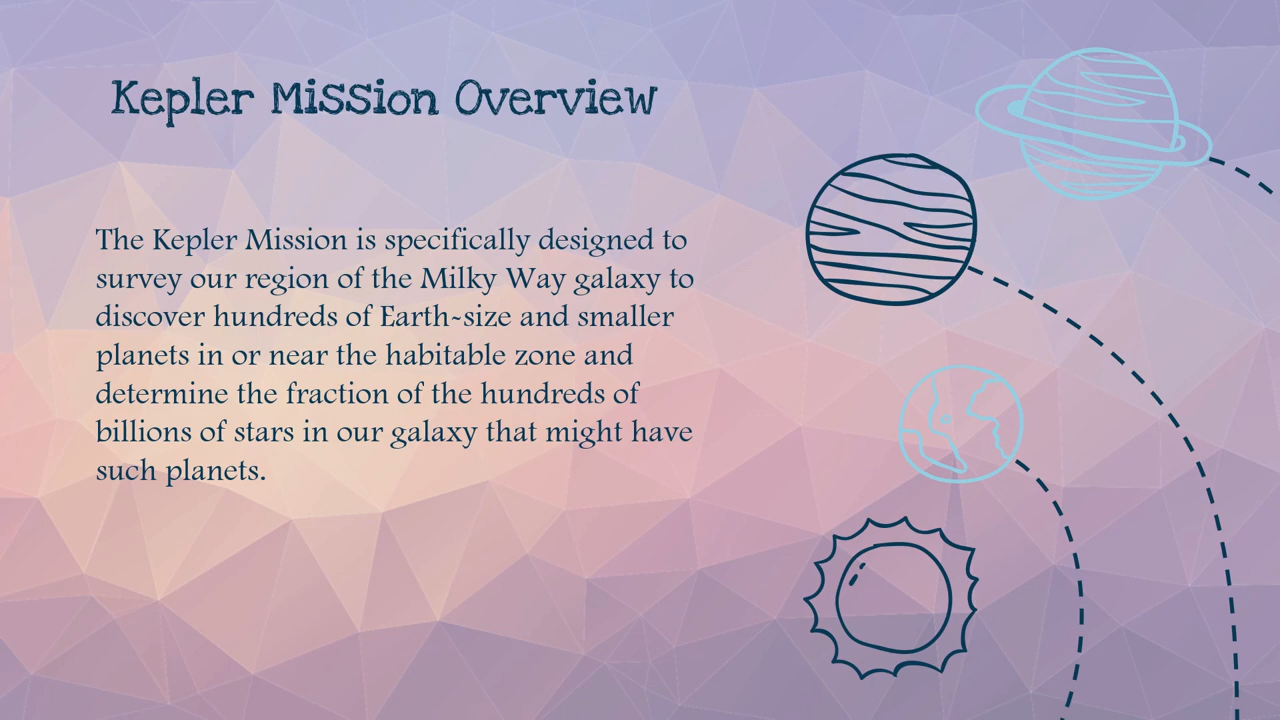 Kepler Mission Overview
The Kepler Mission is specifically designed to
survey our region of the Milky Way galaxy to
discover hundreds of Earth-size and smaller
planets in or near the habitable zone and
determine the fraction of the hundreds of
billions of stars in our galaxy that might have
such planets.